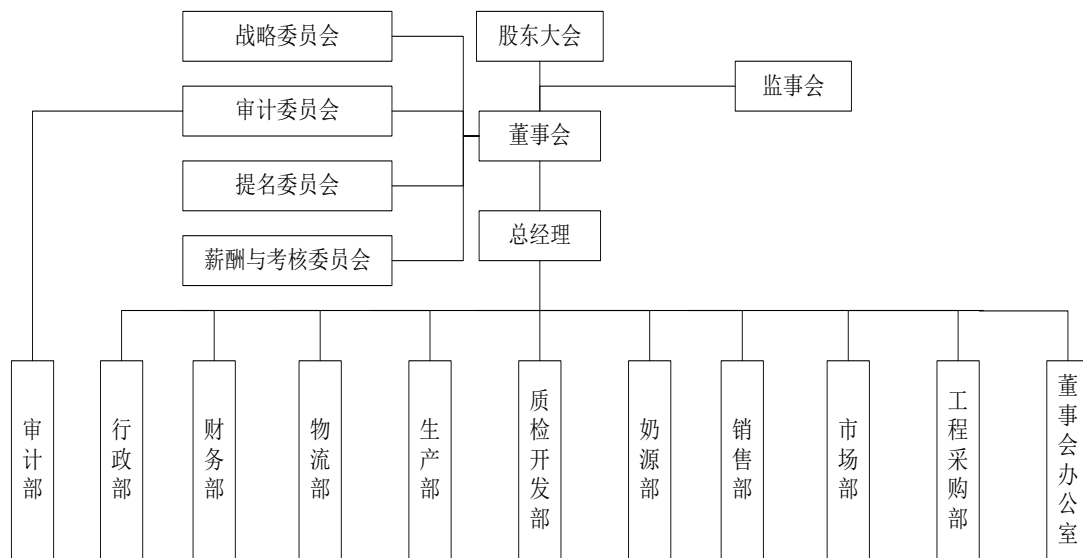 战略委员会
股东大会
监事会
审计委员会
董事会
提名委员会
总经理
薪酬与考核委员会
审计部
行政部
财务部
物流部
生产部
质检开发部
奶源部
销售部
市场部
工程采购部
董事会办公室